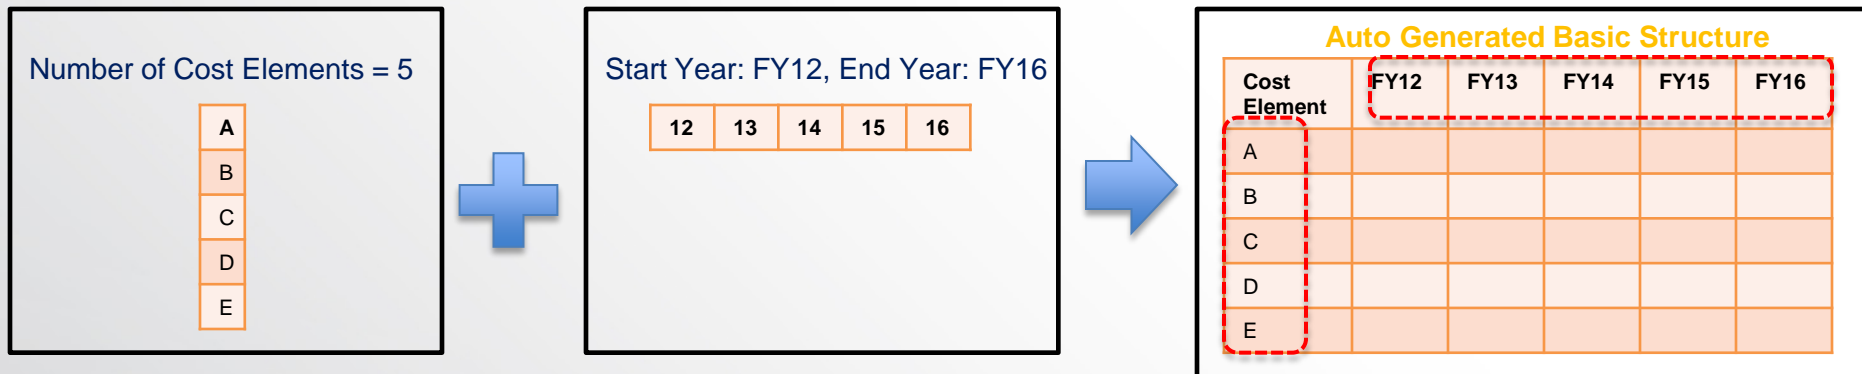 Number of Cost Elements = 5
A
B
C
D
E
Start Year: FY12, End Year: FY16
12 13 14 15 16
Auto Generated Basic Structure
Cost Element FY12 FY13 FY14 FY15 FY16
A
B
C
D
E